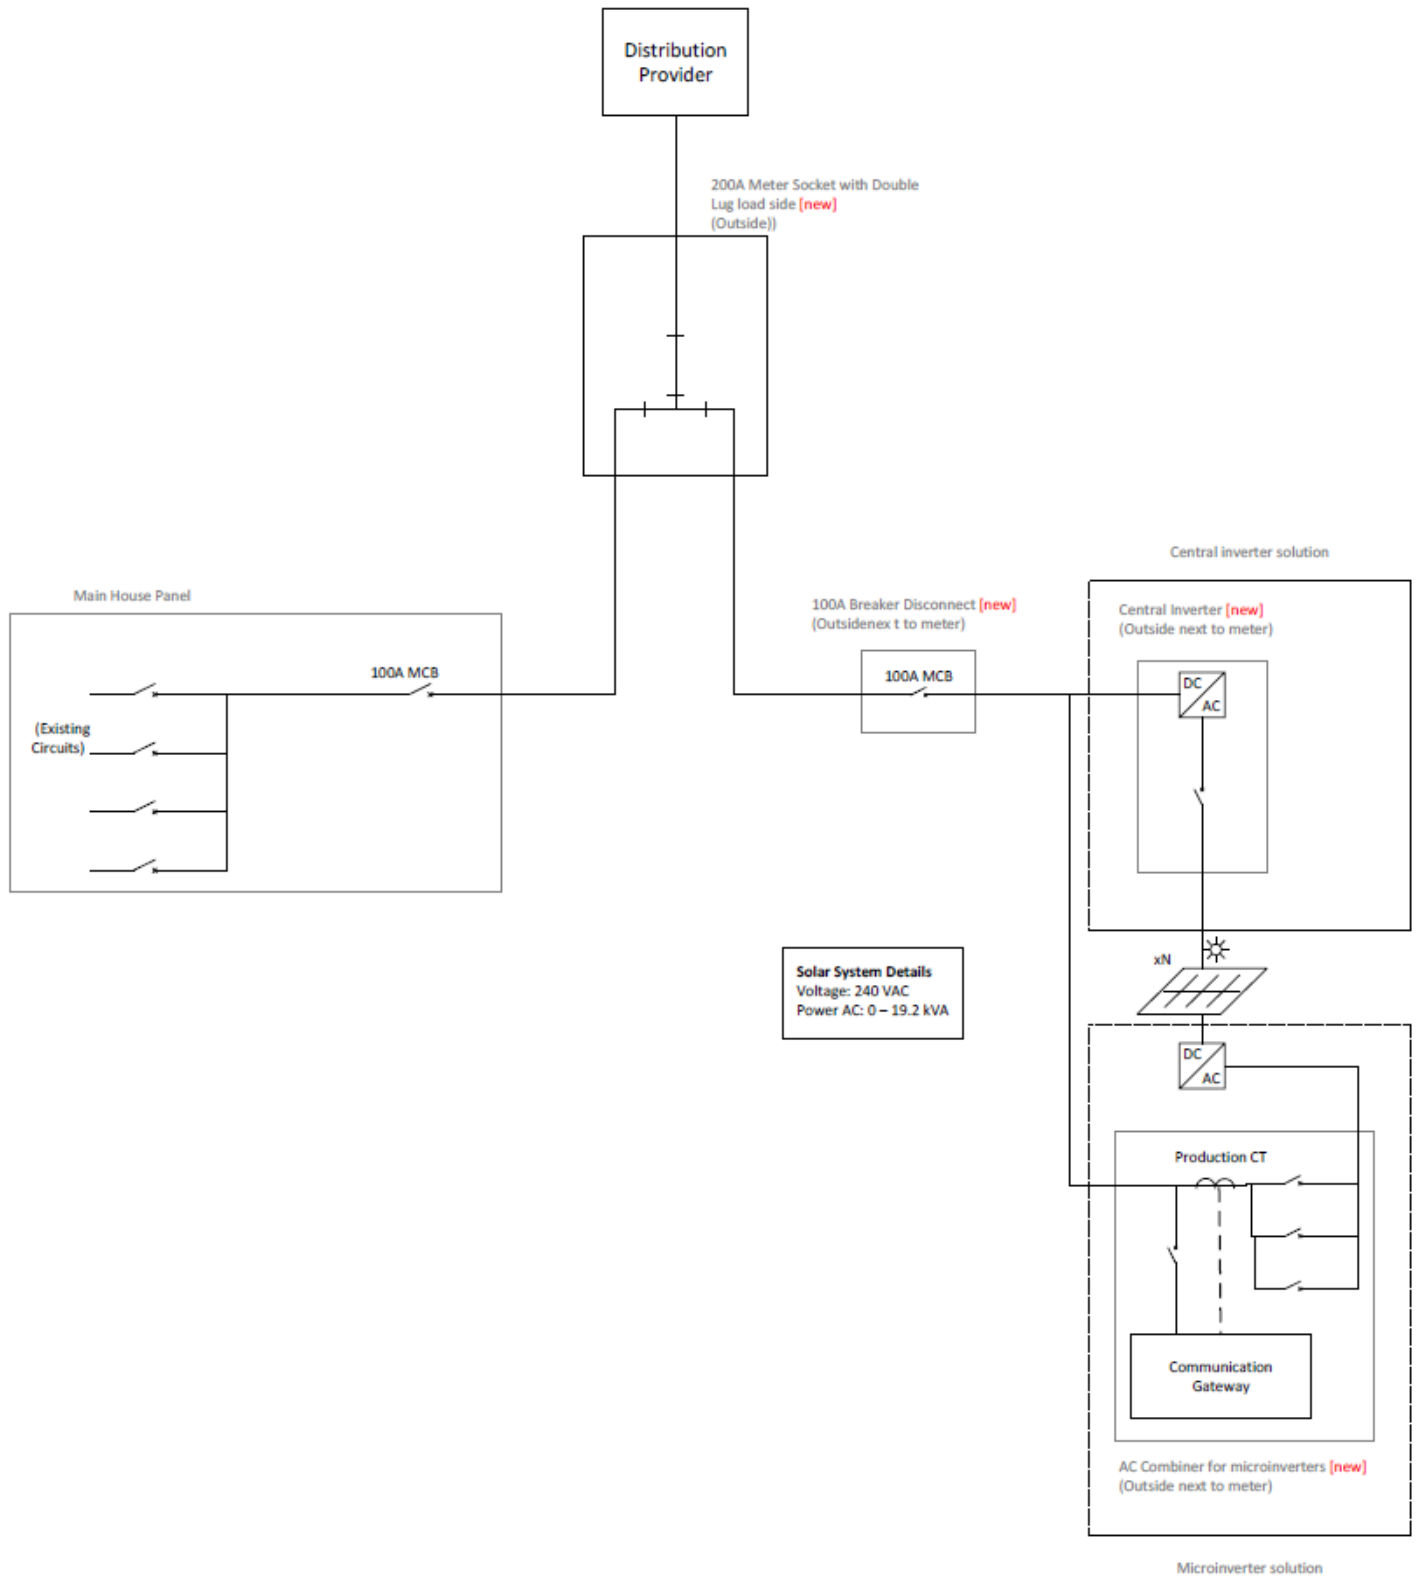 Distribution
Provider
200A Meter Socket with Double
Lug load side [new]
(Outside))
Central inverter solution
Main House Panel
100A Breaker Disconnect [new]
(Outsidenex t to meter)
Central Inverter [new]
(Outside next to meter)
100A MCB
100A MCB
DC
AC
(Existing
Circuits)
xN
Solar System Details
Voltage: 240 VAC
Power AC: 0 – 19.2 kVA
DC
AC
Production CT
Communication
Gateway
AC Combiner for microinverters [new]
(Outside next to meter)
Microinverter solution